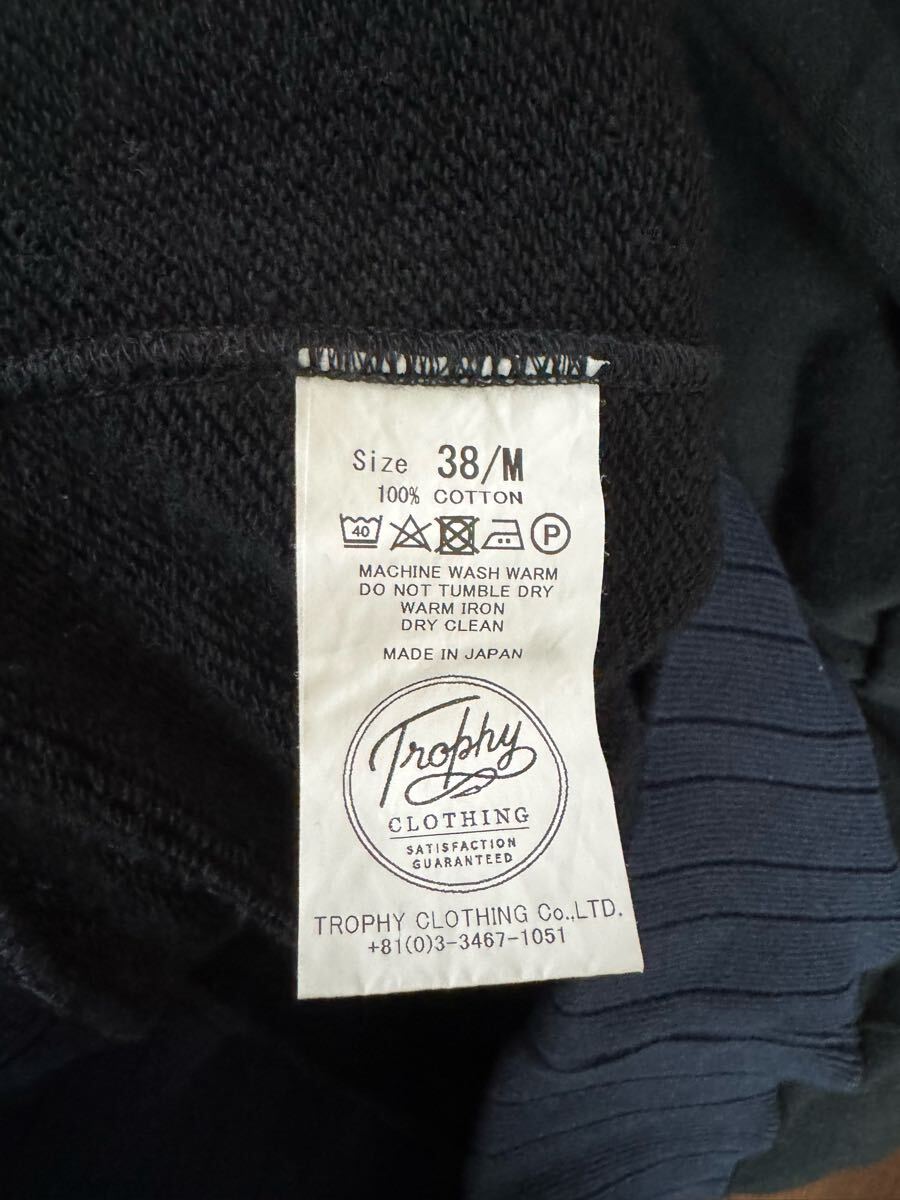 Size 38/M
100% COTTON
40 P
MACHINE WASH WARM
DO NOT TUMBLE DRY
WARM IRON
DRY CLEAN
MADE IN JAPAN
Trophy
CLOTHING
SATISFACTION
GUARANTEED
TROPHY CLOTHING Co.,LTD.
+81(0)3-3467-1051